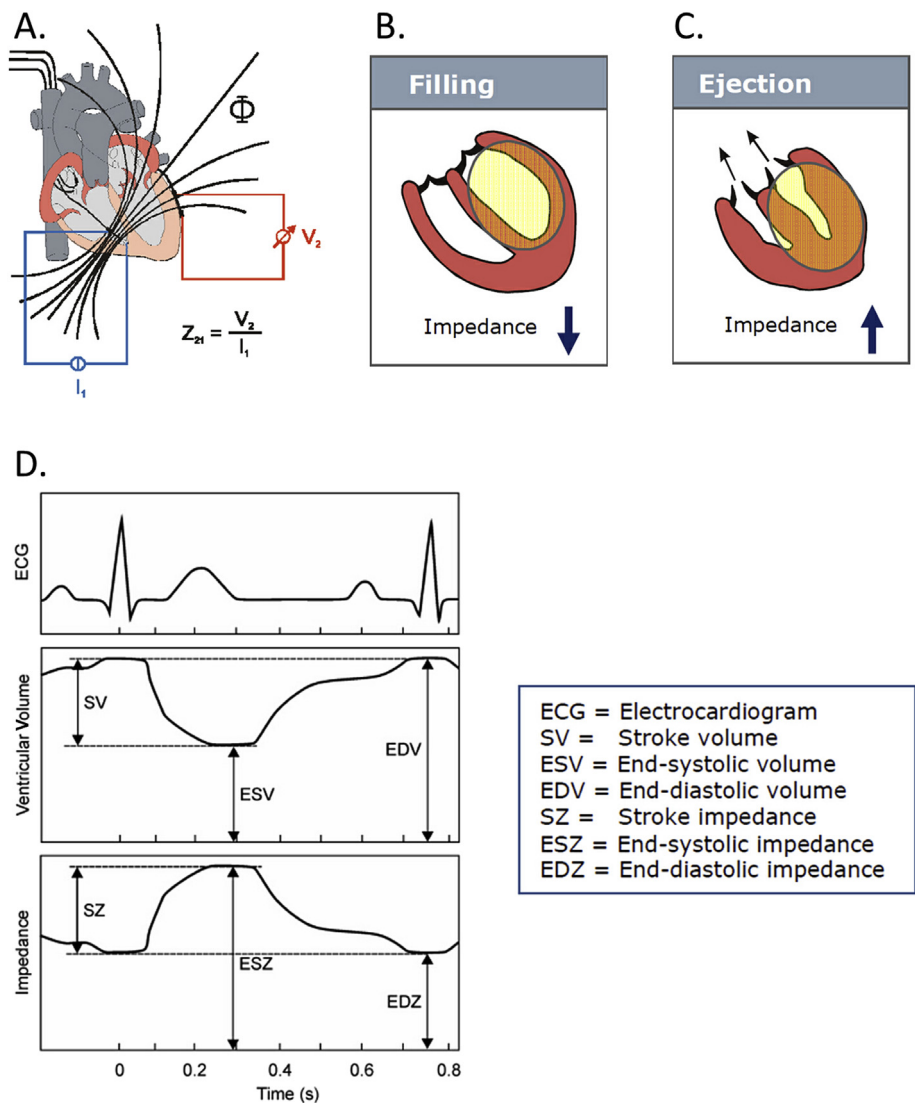 A.
B.
C.
Φ
V₂
Z₂₁ = V₂
I₁
I₁
Filling
Impedance
Ejection
Impedance
D.
ECG
Ventricular Volume
SV
ESV
EDV
Impedance
SZ
ESZ
EDZ
0 0.2 0.4 0.6 0.8
Time (s)
ECG = Electrocardiogram
SV = Stroke volume
ESV = End-systolic volume
EDV = End-diastolic volume
SZ = Stroke impedance
ESZ = End-systolic impedance
EDZ = End-diastolic impedance